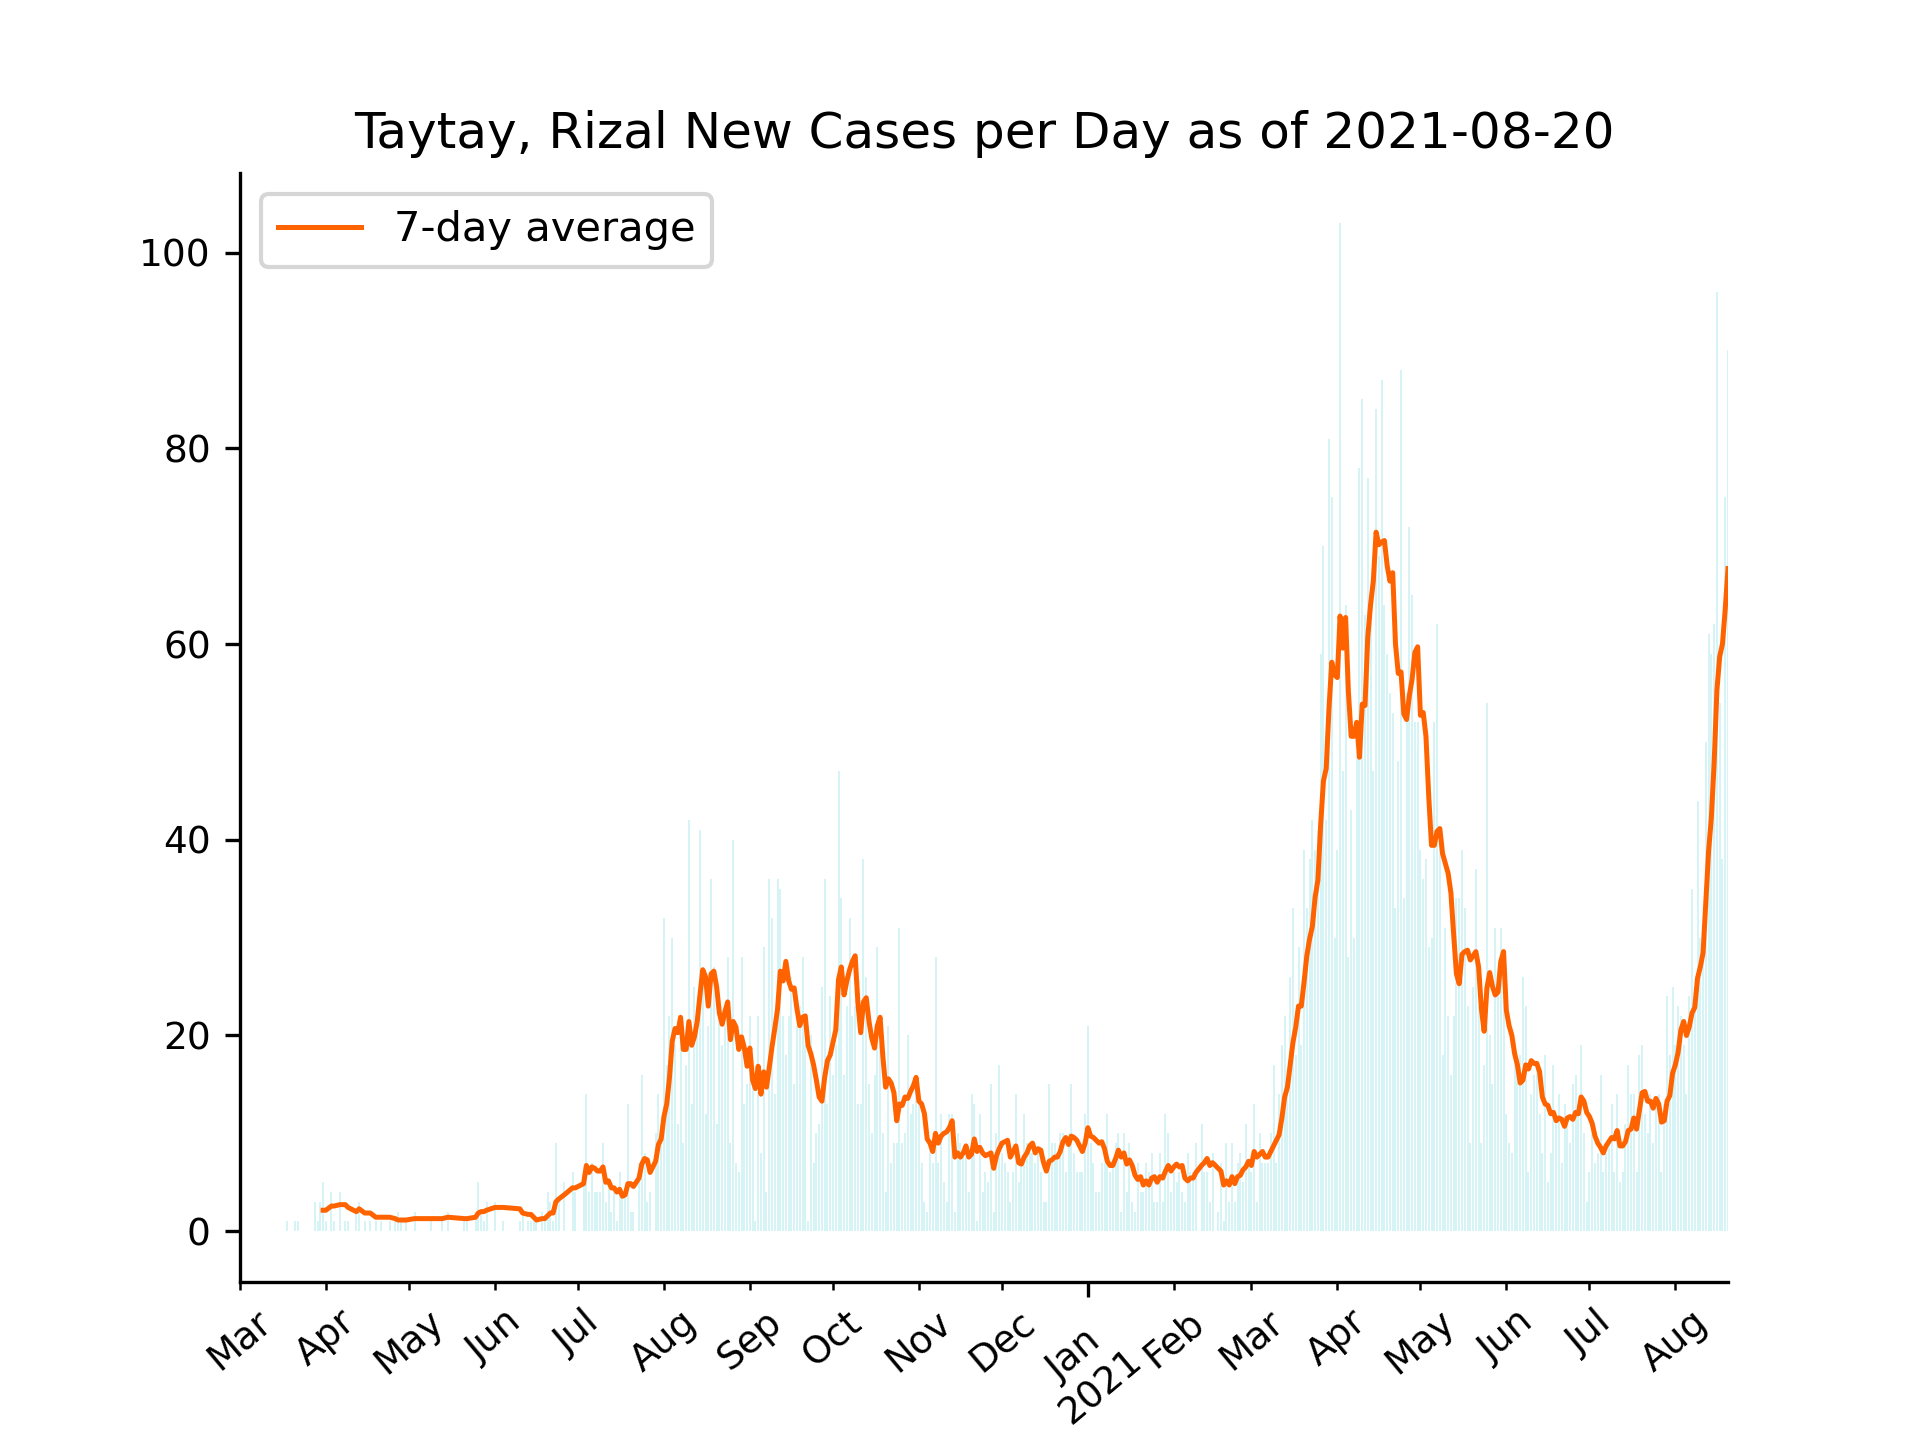 Taytay, Rizal New Cases per Day as of 2021-08-20
7-day average
100
80
60
40
20
0
Mar Apr May Jun Jul Aug Sep Oct Nov Dec Jan Feb Mar Apr May Jun Jul Aug
2021